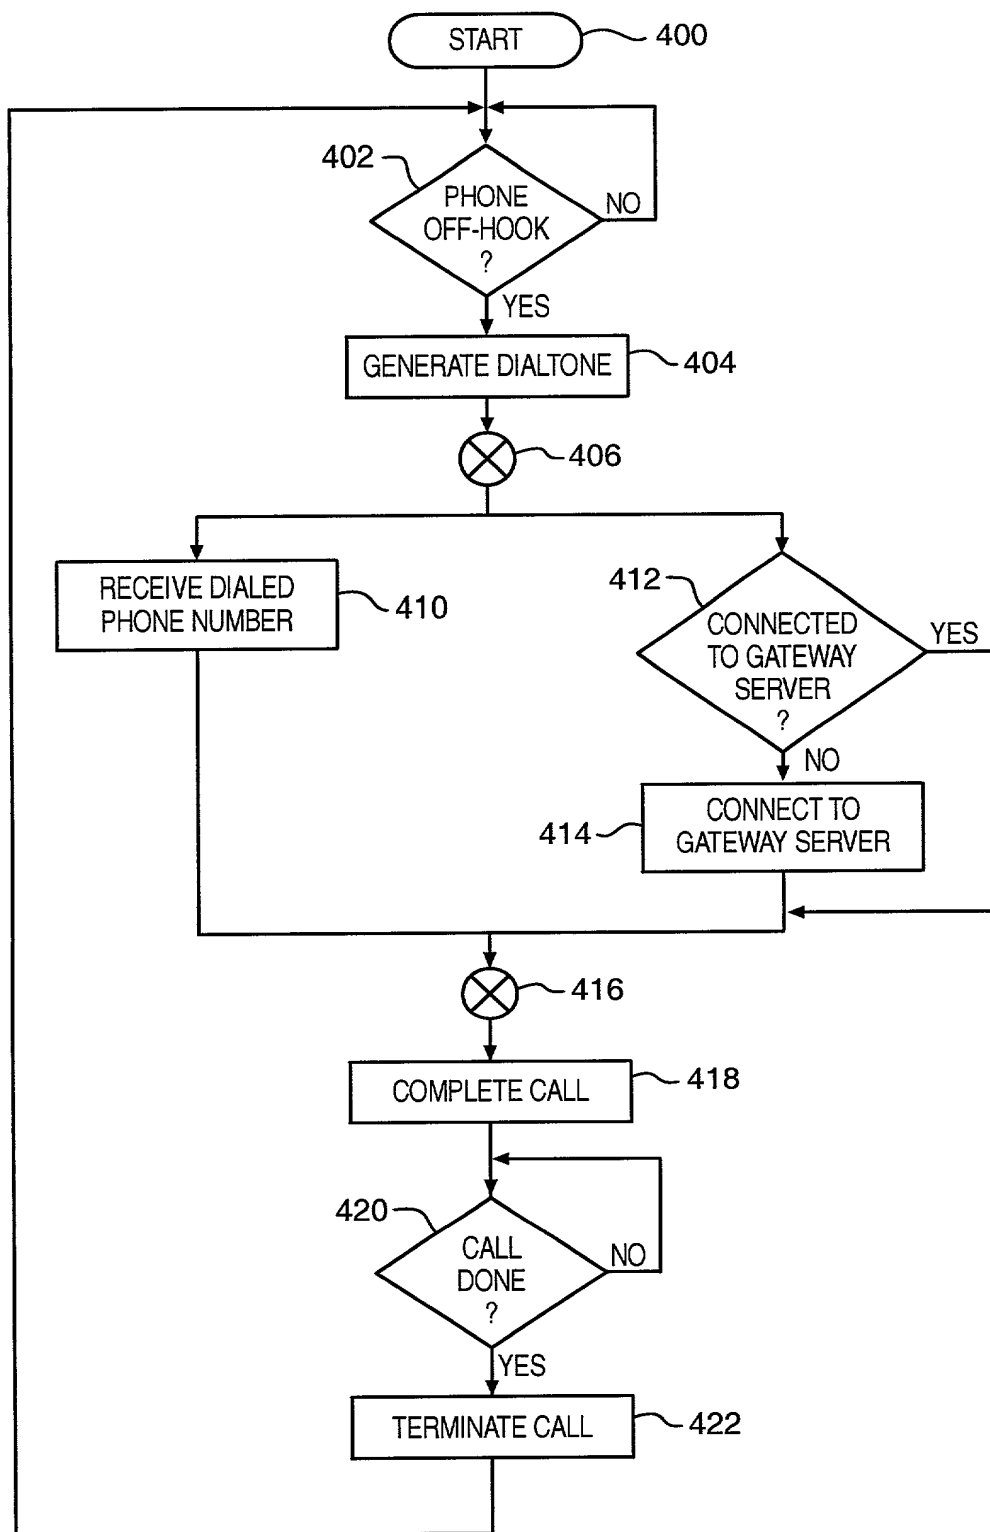 START
400
402
PHONE
OFF-HOOK
?
NO
YES
GENERATE DIALTONE
404
406
RECEIVE DIALED
PHONE NUMBER
410
412
CONNECTED
TO GATEWAY
SERVER
?
YES
NO
CONNECT TO
GATEWAY SERVER
414
416
COMPLETE CALL
418
420
CALL
DONE
?
NO
YES
TERMINATE CALL
422